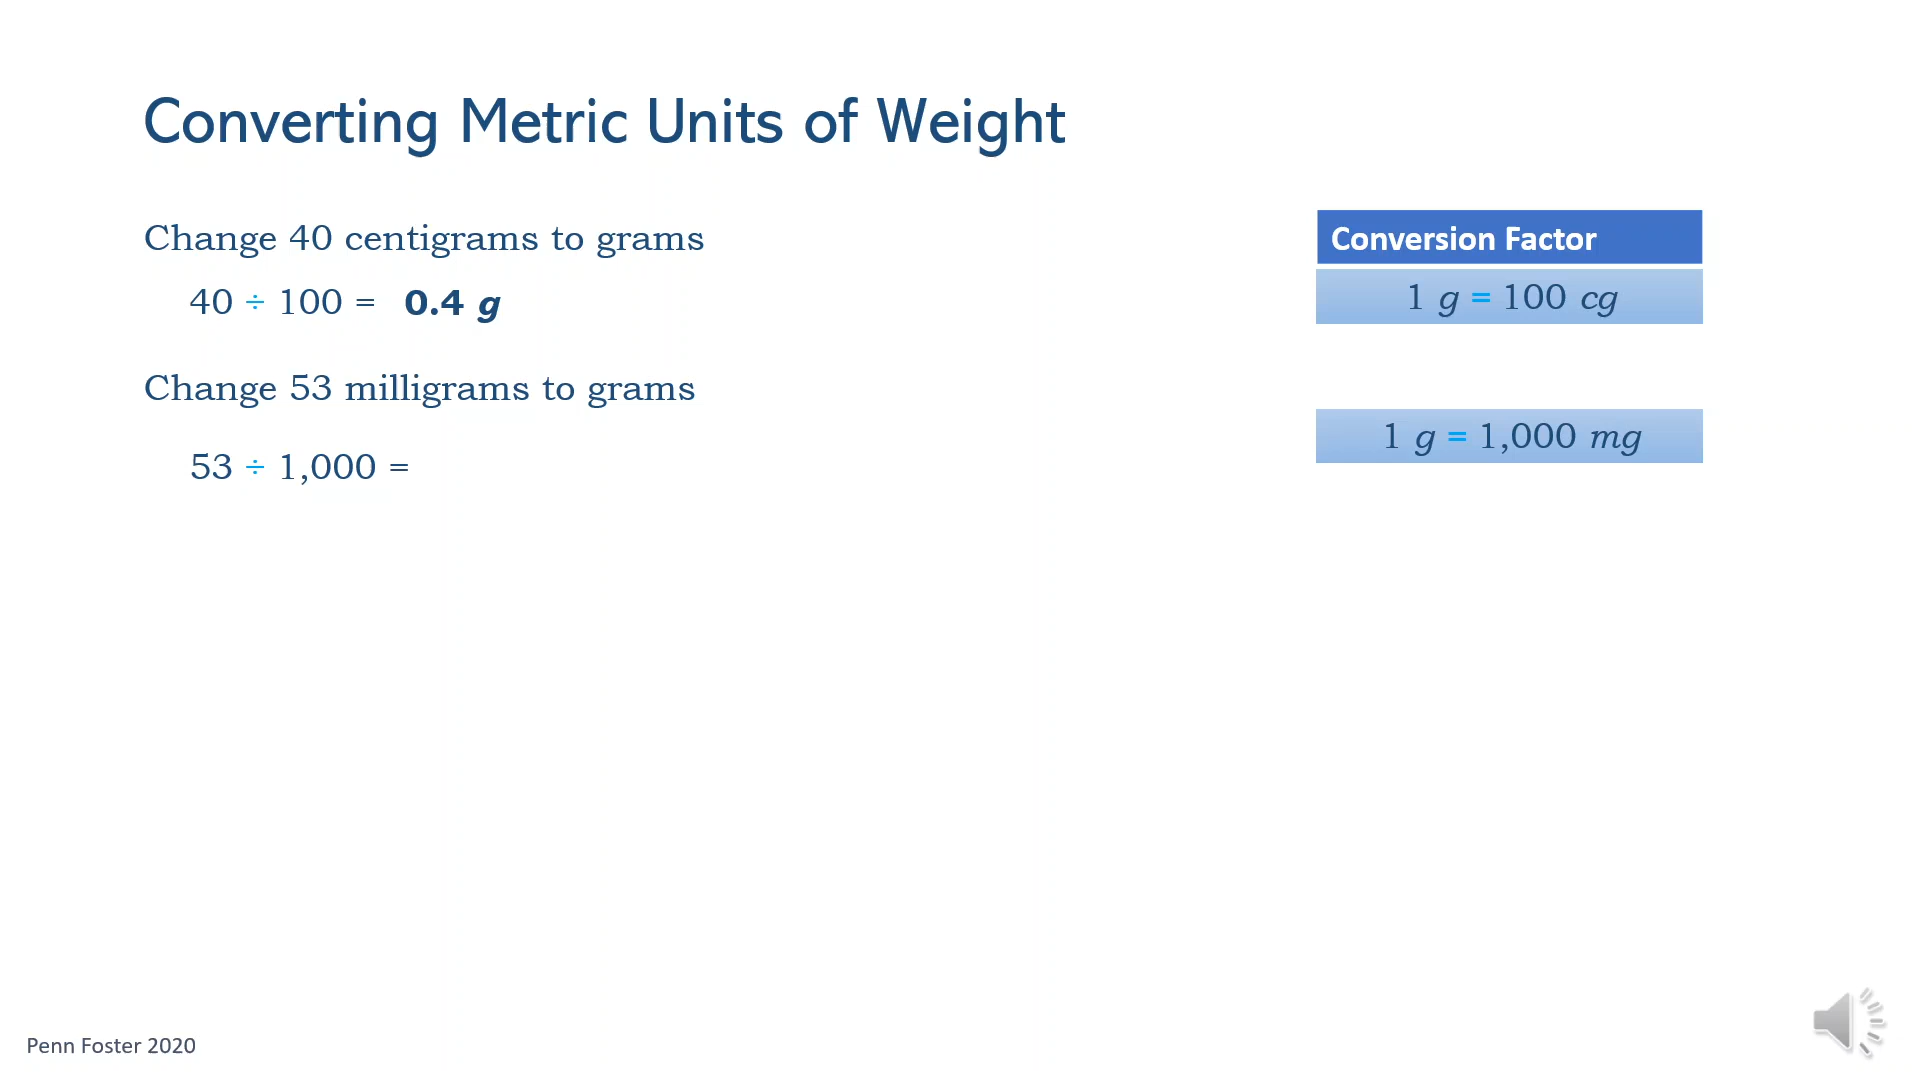 Converting Metric Units of Weight
Change 40 centigrams to grams
40 ÷ 100 = 0.4 g
Change 53 milligrams to grams
53 ÷ 1,000 =
Conversion Factor
1 g = 100 cg
1 g = 1,000 mg
Penn Foster 2020